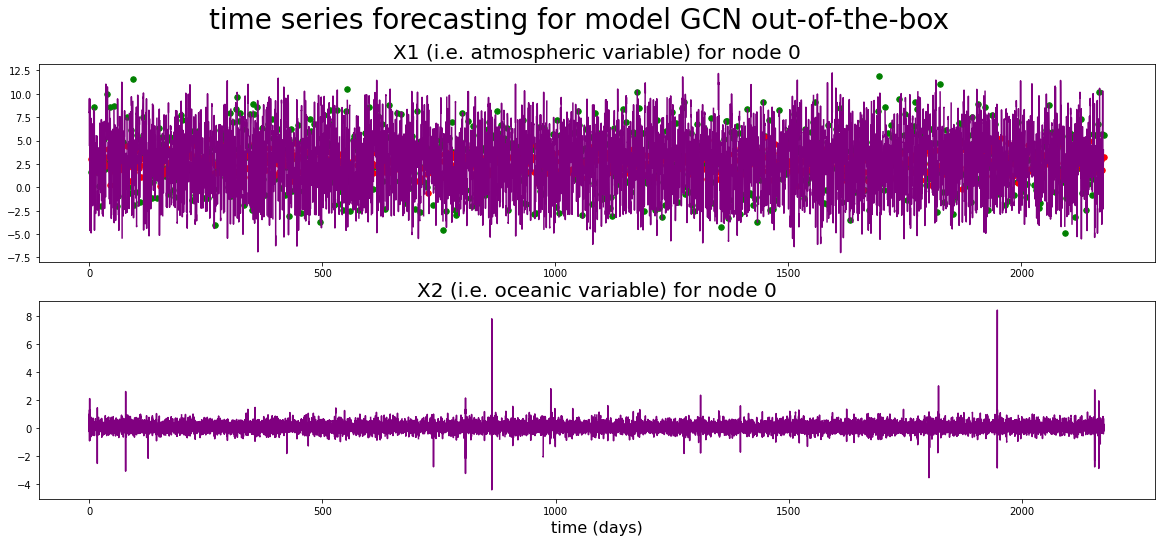 time series forecasting for model GCN out-of-the-box
X1 (i.e. atmospheric variable) for node 0
12.5
10.0
7.5
5.0
2.5
0.0
−2.5
−5.0
−7.5
0 500 1000 1500 2000
X2 (i.e. oceanic variable) for node 0
8
6
4
2
0
−2
−4
0 500 1000 1500 2000
time (days)